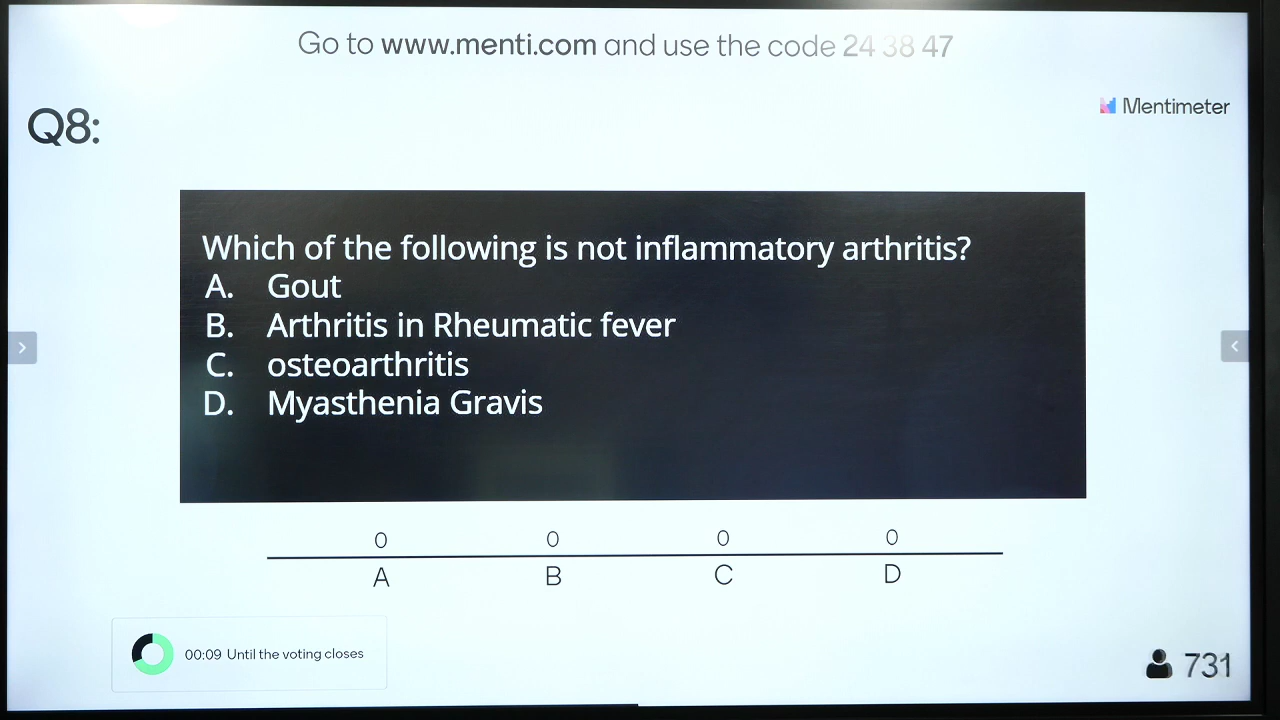 Go to www.menti.com and use the code 24 38 47
Mentimeter
Q8:
Which of the following is not inflammatory arthritis?
A. Gout
B. Arthritis in Rheumatic fever
C. osteoarthritis
D. Myasthenia Gravis
0 0 0 0
A B C D
00:09 Until the voting closes
731